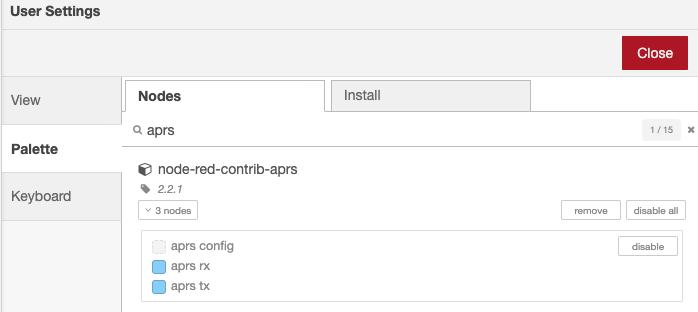 User Settings
Close
View
Palette
Keyboard
Nodes
Install
aprs
1 / 15
node-red-contrib-aprs
2.2.1
3 nodes
remove
disable all
aprs config
disable
aprs rx
aprs tx